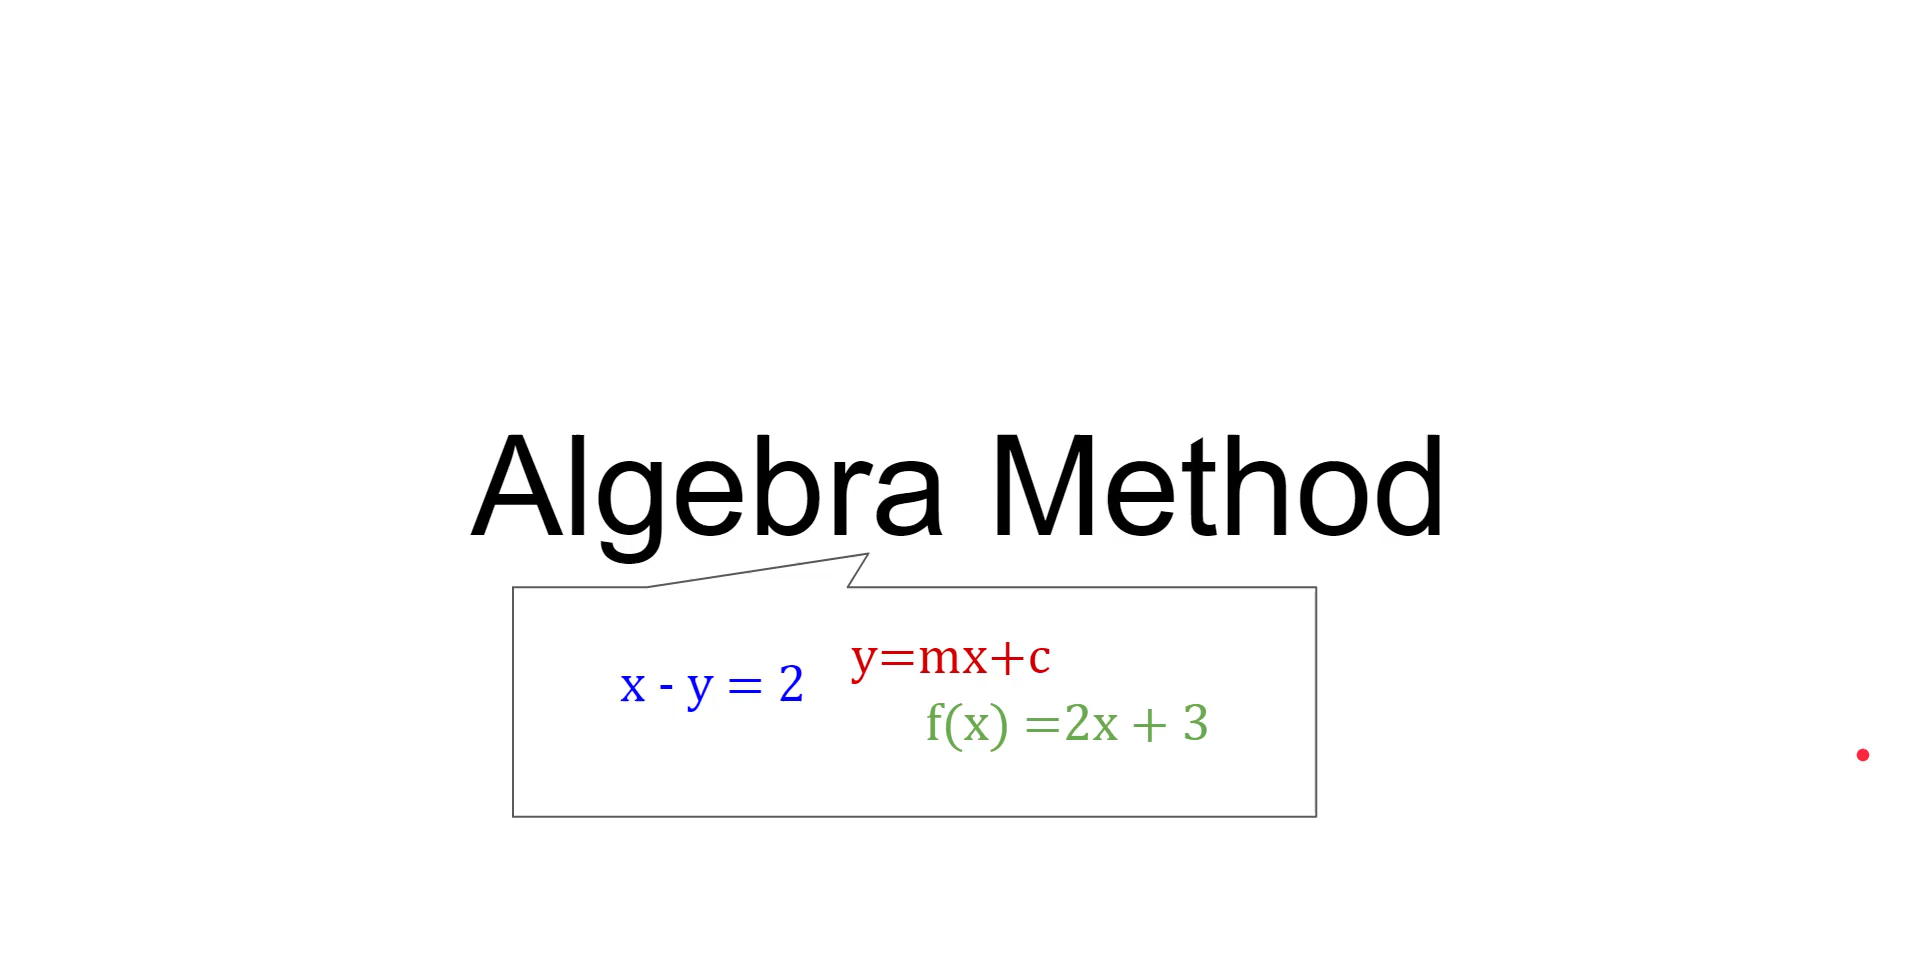 Algebra Method
x - y = 2
y=mx+c
f(x) =2x + 3